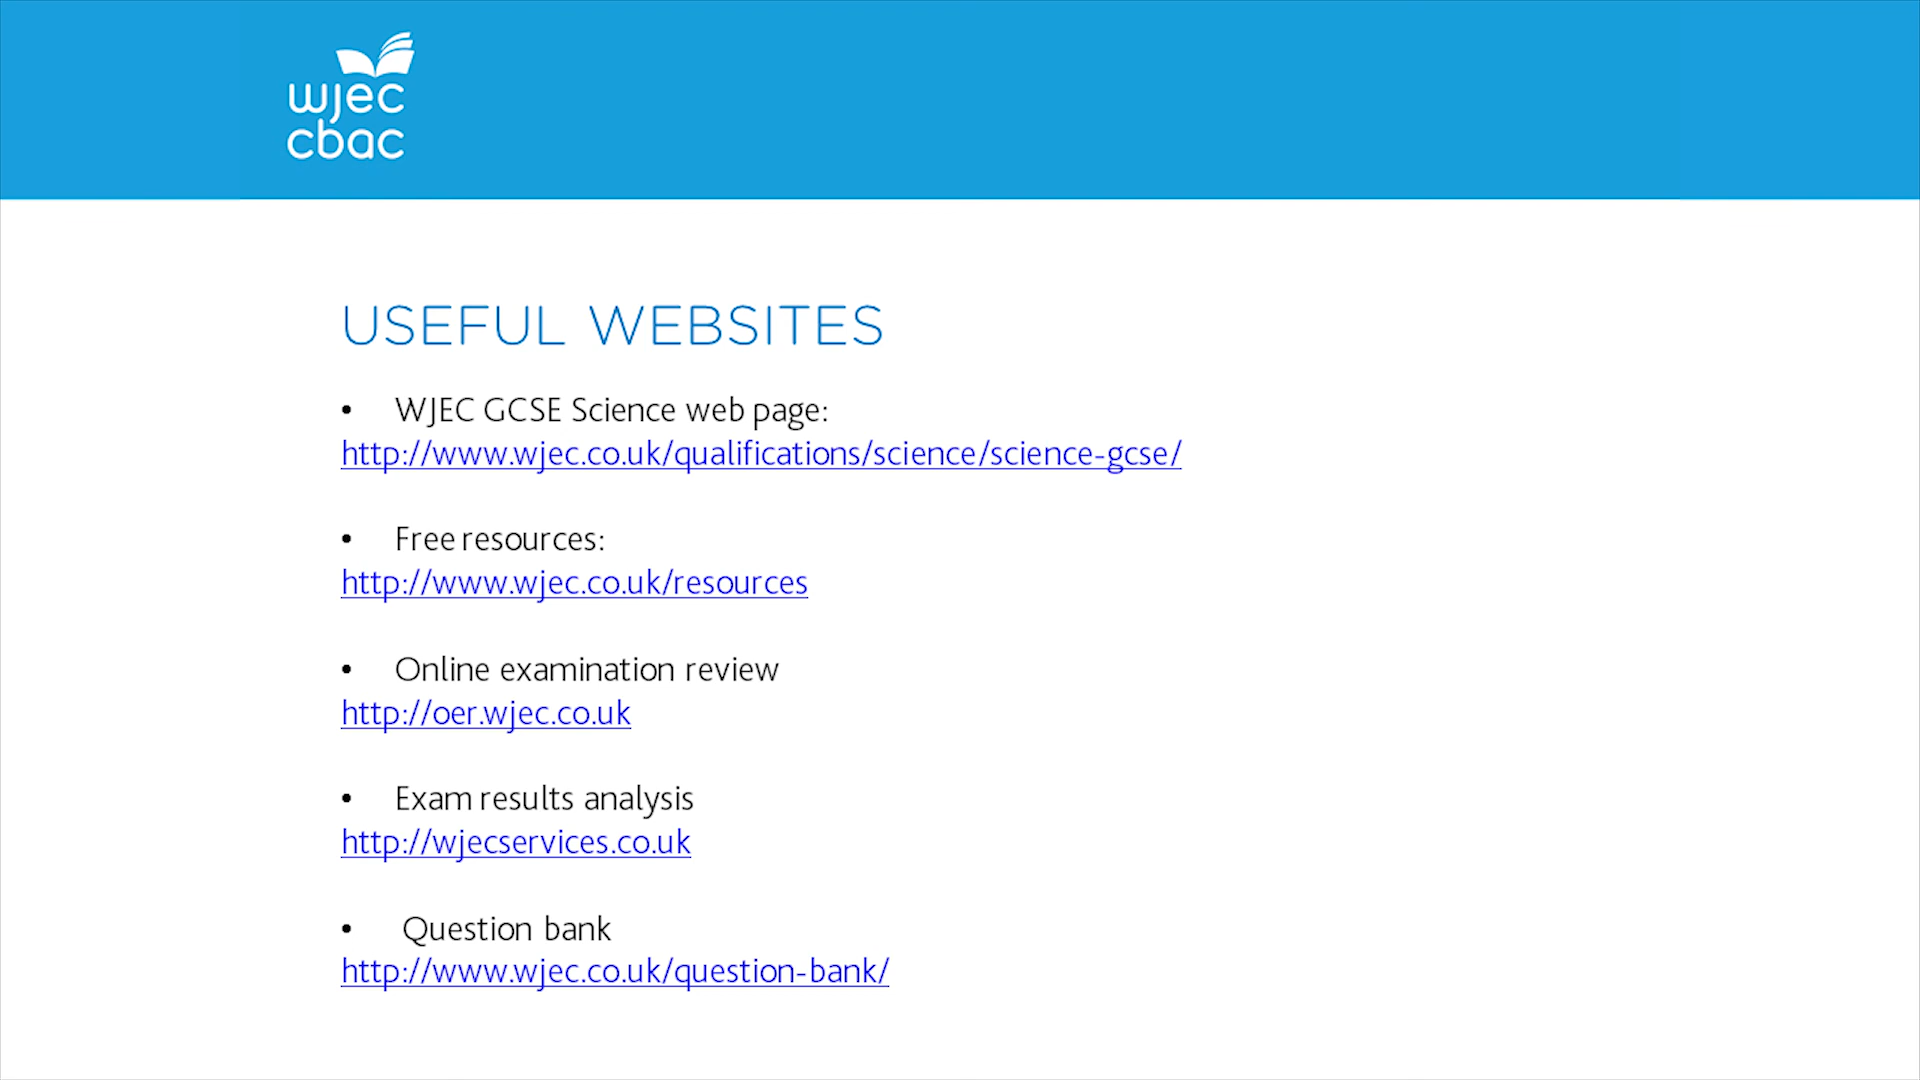 wjec
cbac
USEFUL WEBSITES
• WJEC GCSE Science web page:
http://www.wjec.co.uk/qualifications/science/science-gcse/
• Free resources:
http://www.wjec.co.uk/resources
• Online examination review
http://oer.wjec.co.uk
• Exam results analysis
http://wjecservices.co.uk
• Question bank
http://www.wjec.co.uk/question-bank/